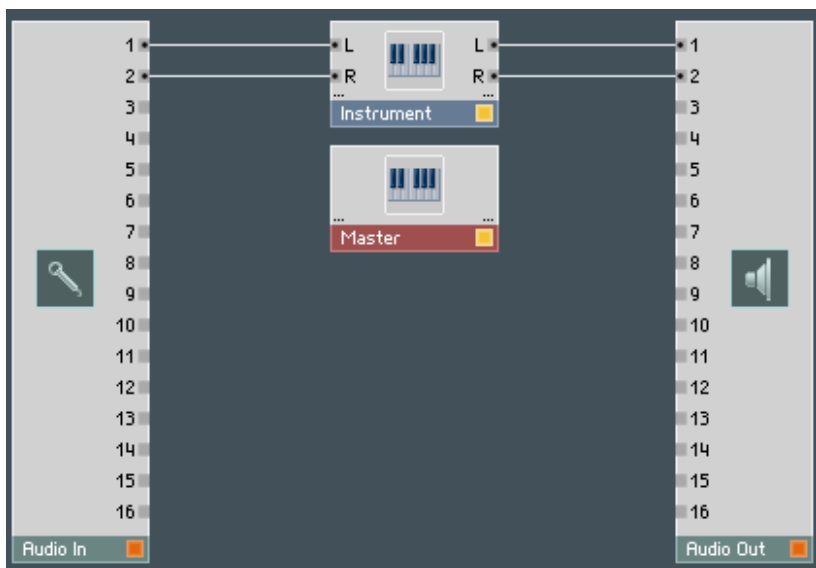 1 L L 1
2 R R 2
3 ... ... 3
Instrument
4 4
5 5
6 6
7 ... ... 7
Master
8 8
9 9
10 10
11 11
12 12
13 13
14 14
15 15
16 16
Audio In Audio Out